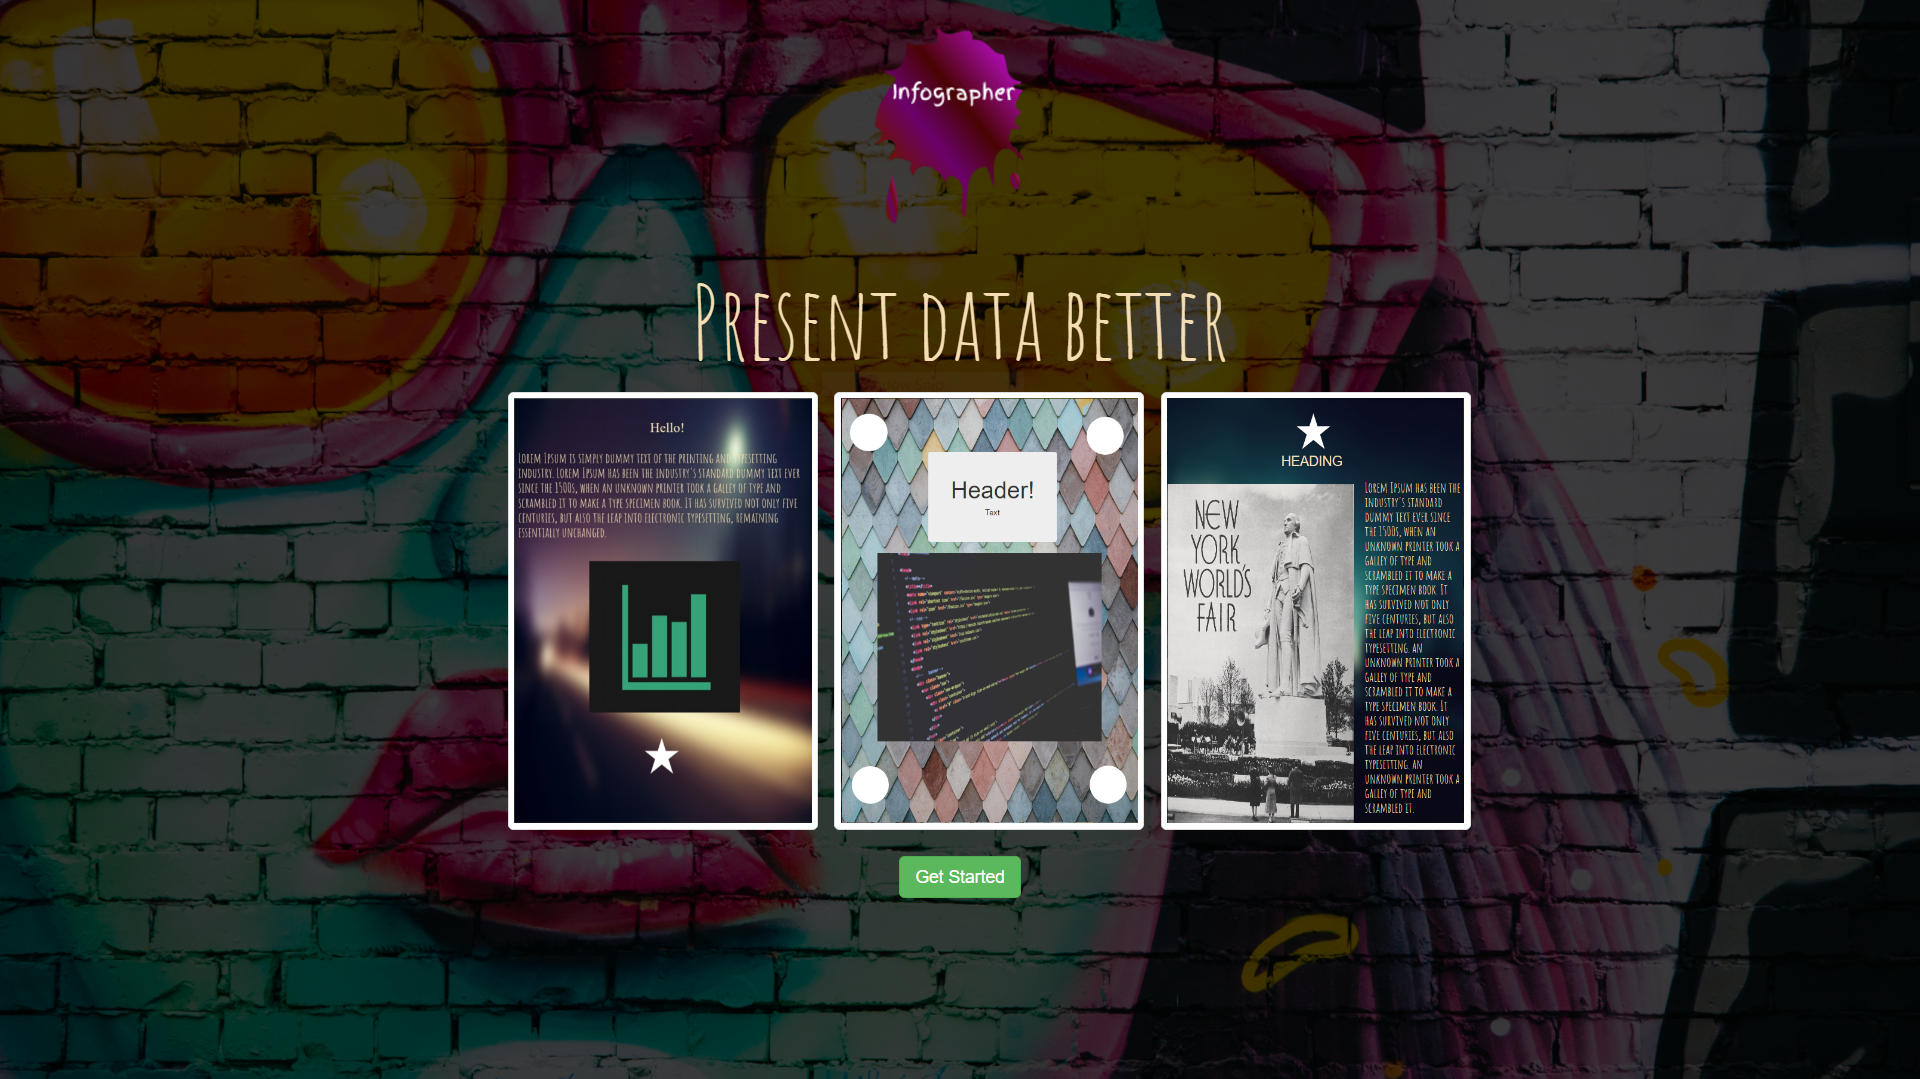 Infographer
Present data better
Hello!
Lorem Ipsum is simply dummy text of the printing and typesetting
industry. Lorem Ipsum has been the industry's standard dummy text ever
since the 1500s, when an unknown printer took a galley of type and
scrambled it to make a type specimen book. It has survived not only five
centuries, but also the leap into electronic typesetting, remaining
essentially unchanged.
Header!
Text
HEADING
NEW
YORK
WORLD'S
FAIR
Lorem Ipsum has been the
industry's standard
dummy text ever since
the 1500s, when an
unknown printer took a
galley of type and
scrambled it to make a
type specimen book. It
has survived not only
five centuries, but also
the leap into electronic
typesetting. an
unknown printer took a
galley of type and
scrambled it to make a
type specimen book. It
has survived not only
five centuries, but also
the leap into electronic
typesetting. an
unknown printer took a
galley of type and
scrambled it.
Get Started